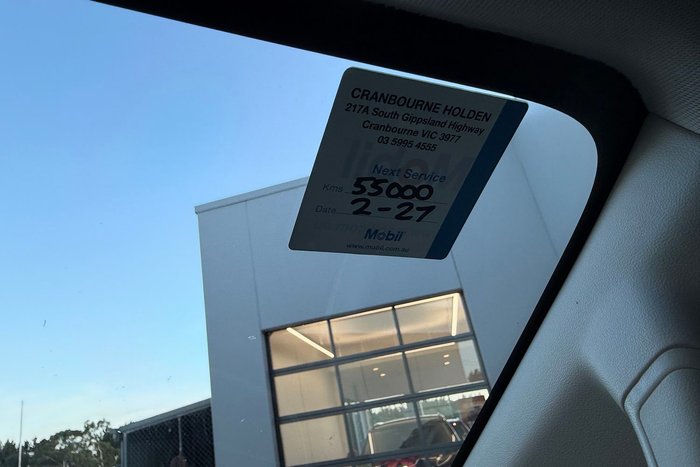 CRANBOURNE HOLDEN
217A South Gippsland Highway
Cranbourne VIC 3977
03 5995 4555
Next Service
Kms 55000
Date 2-27
Mobil
www.mobil.com.au